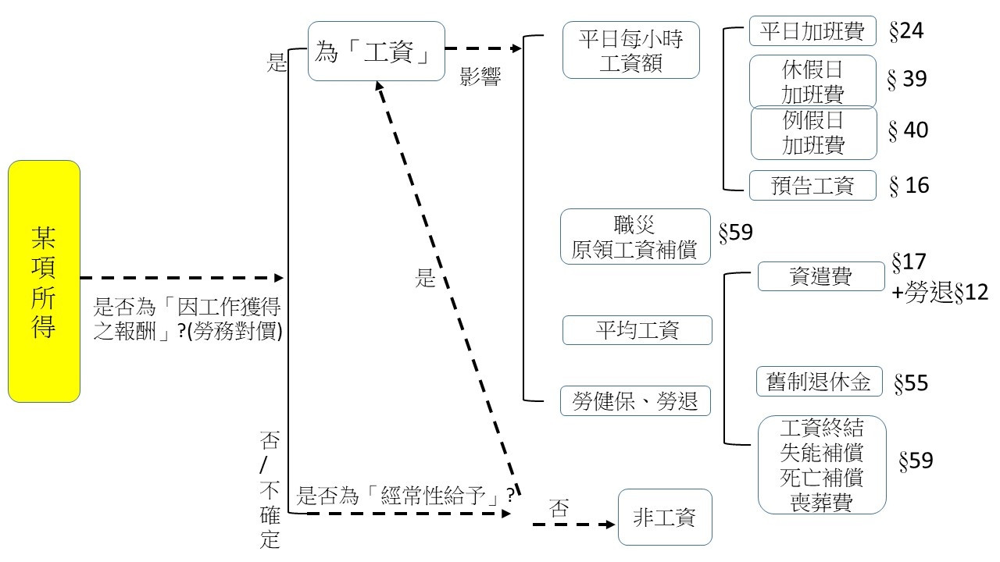 某
項
所
得
是否為「因工作獲得
之報酬」?(勞務對價)
是
為「工資」
影響
平日每小時
工資額
平日加班費
§24
休假日
加班費
§ 39
例假日
加班費
§ 40
預告工資
§ 16
職災
原領工資補償
§59
平均工資
資遣費
§17
+勞退§12
舊制退休金
§55
工資終結
失能補償
死亡補償
喪葬費
§59
勞健保、勞退
是
否
/
不
確
定
是否為「經常性給予」?
否
非工資